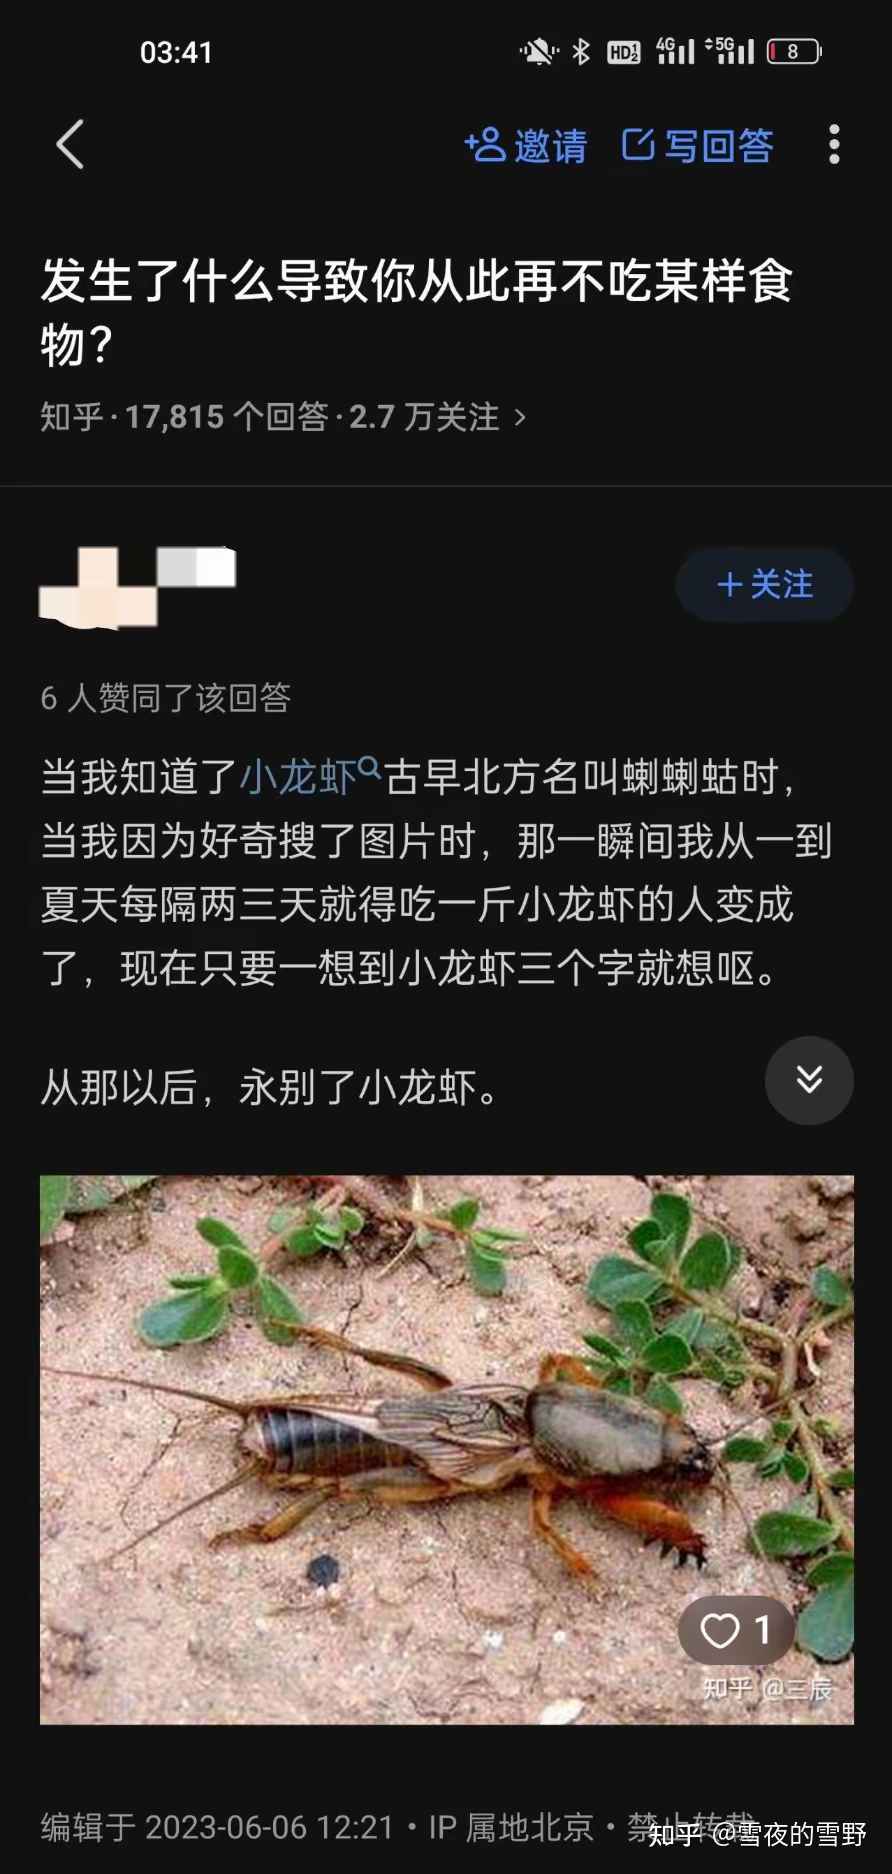 03:41
HD 1 2 4G 5G 8
邀请 写回答
发生了什么导致你从此再不吃某样食
物？
知乎·17,815 个回答·2.7 万关注 >
+关注
6 人赞同了该回答
当我知道了小龙虾古早北方名叫蝲蝲蛄时，
当我因为好奇搜了图片时，那一瞬间我从一到
夏天每隔两三天就得吃一斤小龙虾的人变成
了，现在只要一想到小龙虾三个字就想呕。
从那以后，永别了小龙虾。
1
知乎 @三辰
编辑于 2023-06-06 12:21・IP 属地北京・禁止转载
知乎 @雪夜的雪野